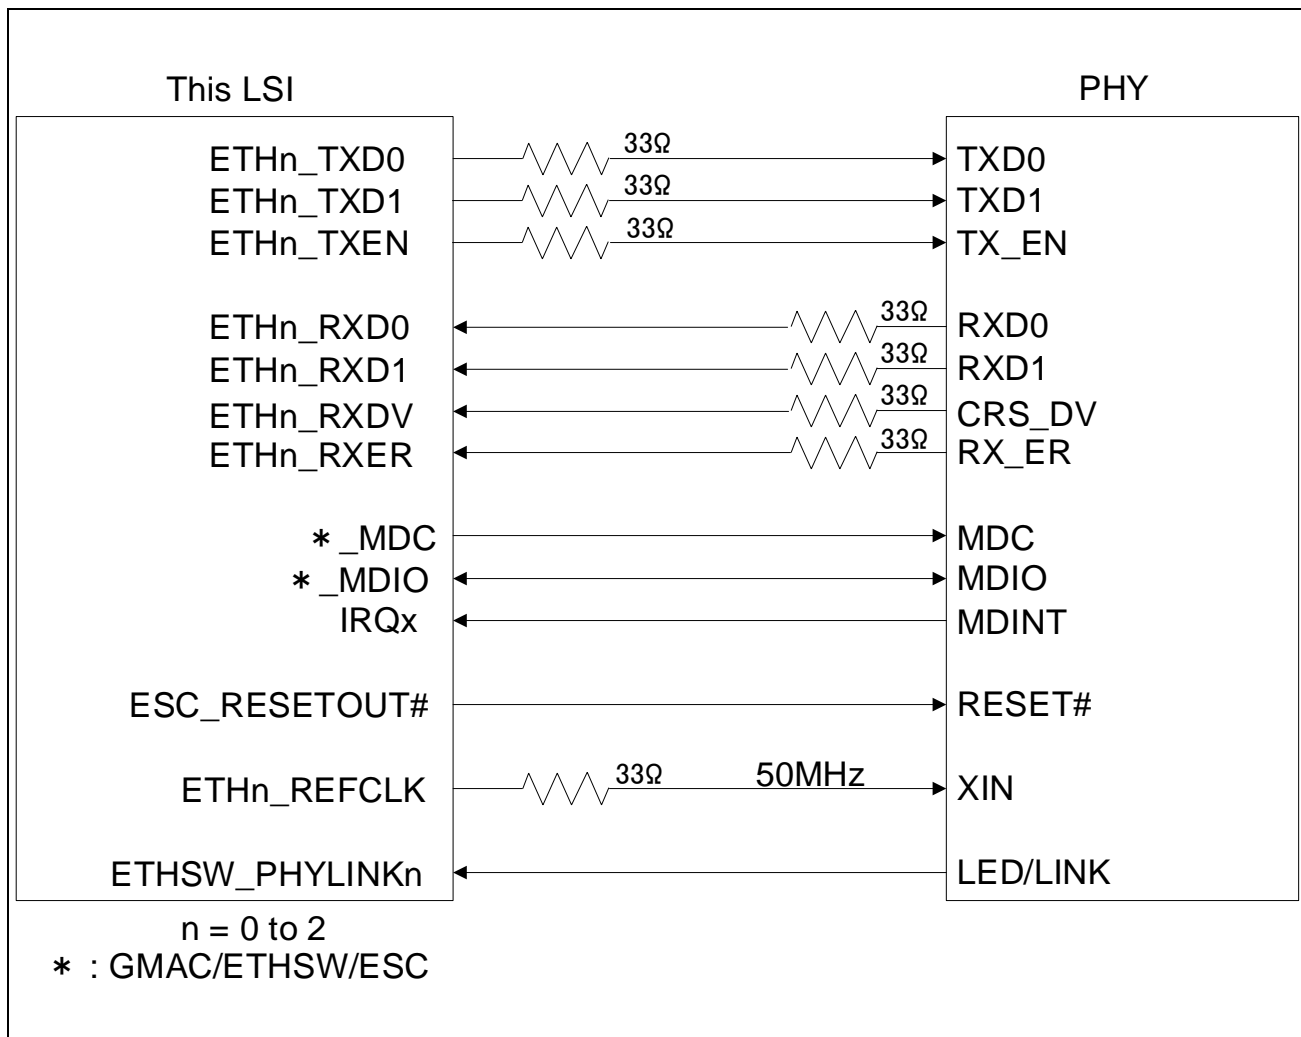 This LSI PHY
ETHn_TXD0 33Ω TXD0
ETHn_TXD1 33Ω TXD1
ETHn_TXEN 33Ω TX_EN
ETHn_RXD0 33Ω RXD0
ETHn_RXD1 33Ω RXD1
ETHn_RXDV 33Ω CRS_DV
ETHn_RXER 33Ω RX_ER
*_MDC MDC
*_MDIO MDIO
IRQx MDINT
ESC_RESETOUT# RESET#
ETHn_REFCLK 33Ω 50MHz XIN
ETHSW_PHYLINKn LED/LINK
n = 0 to 2
* : GMAC/ETHSW/ESC